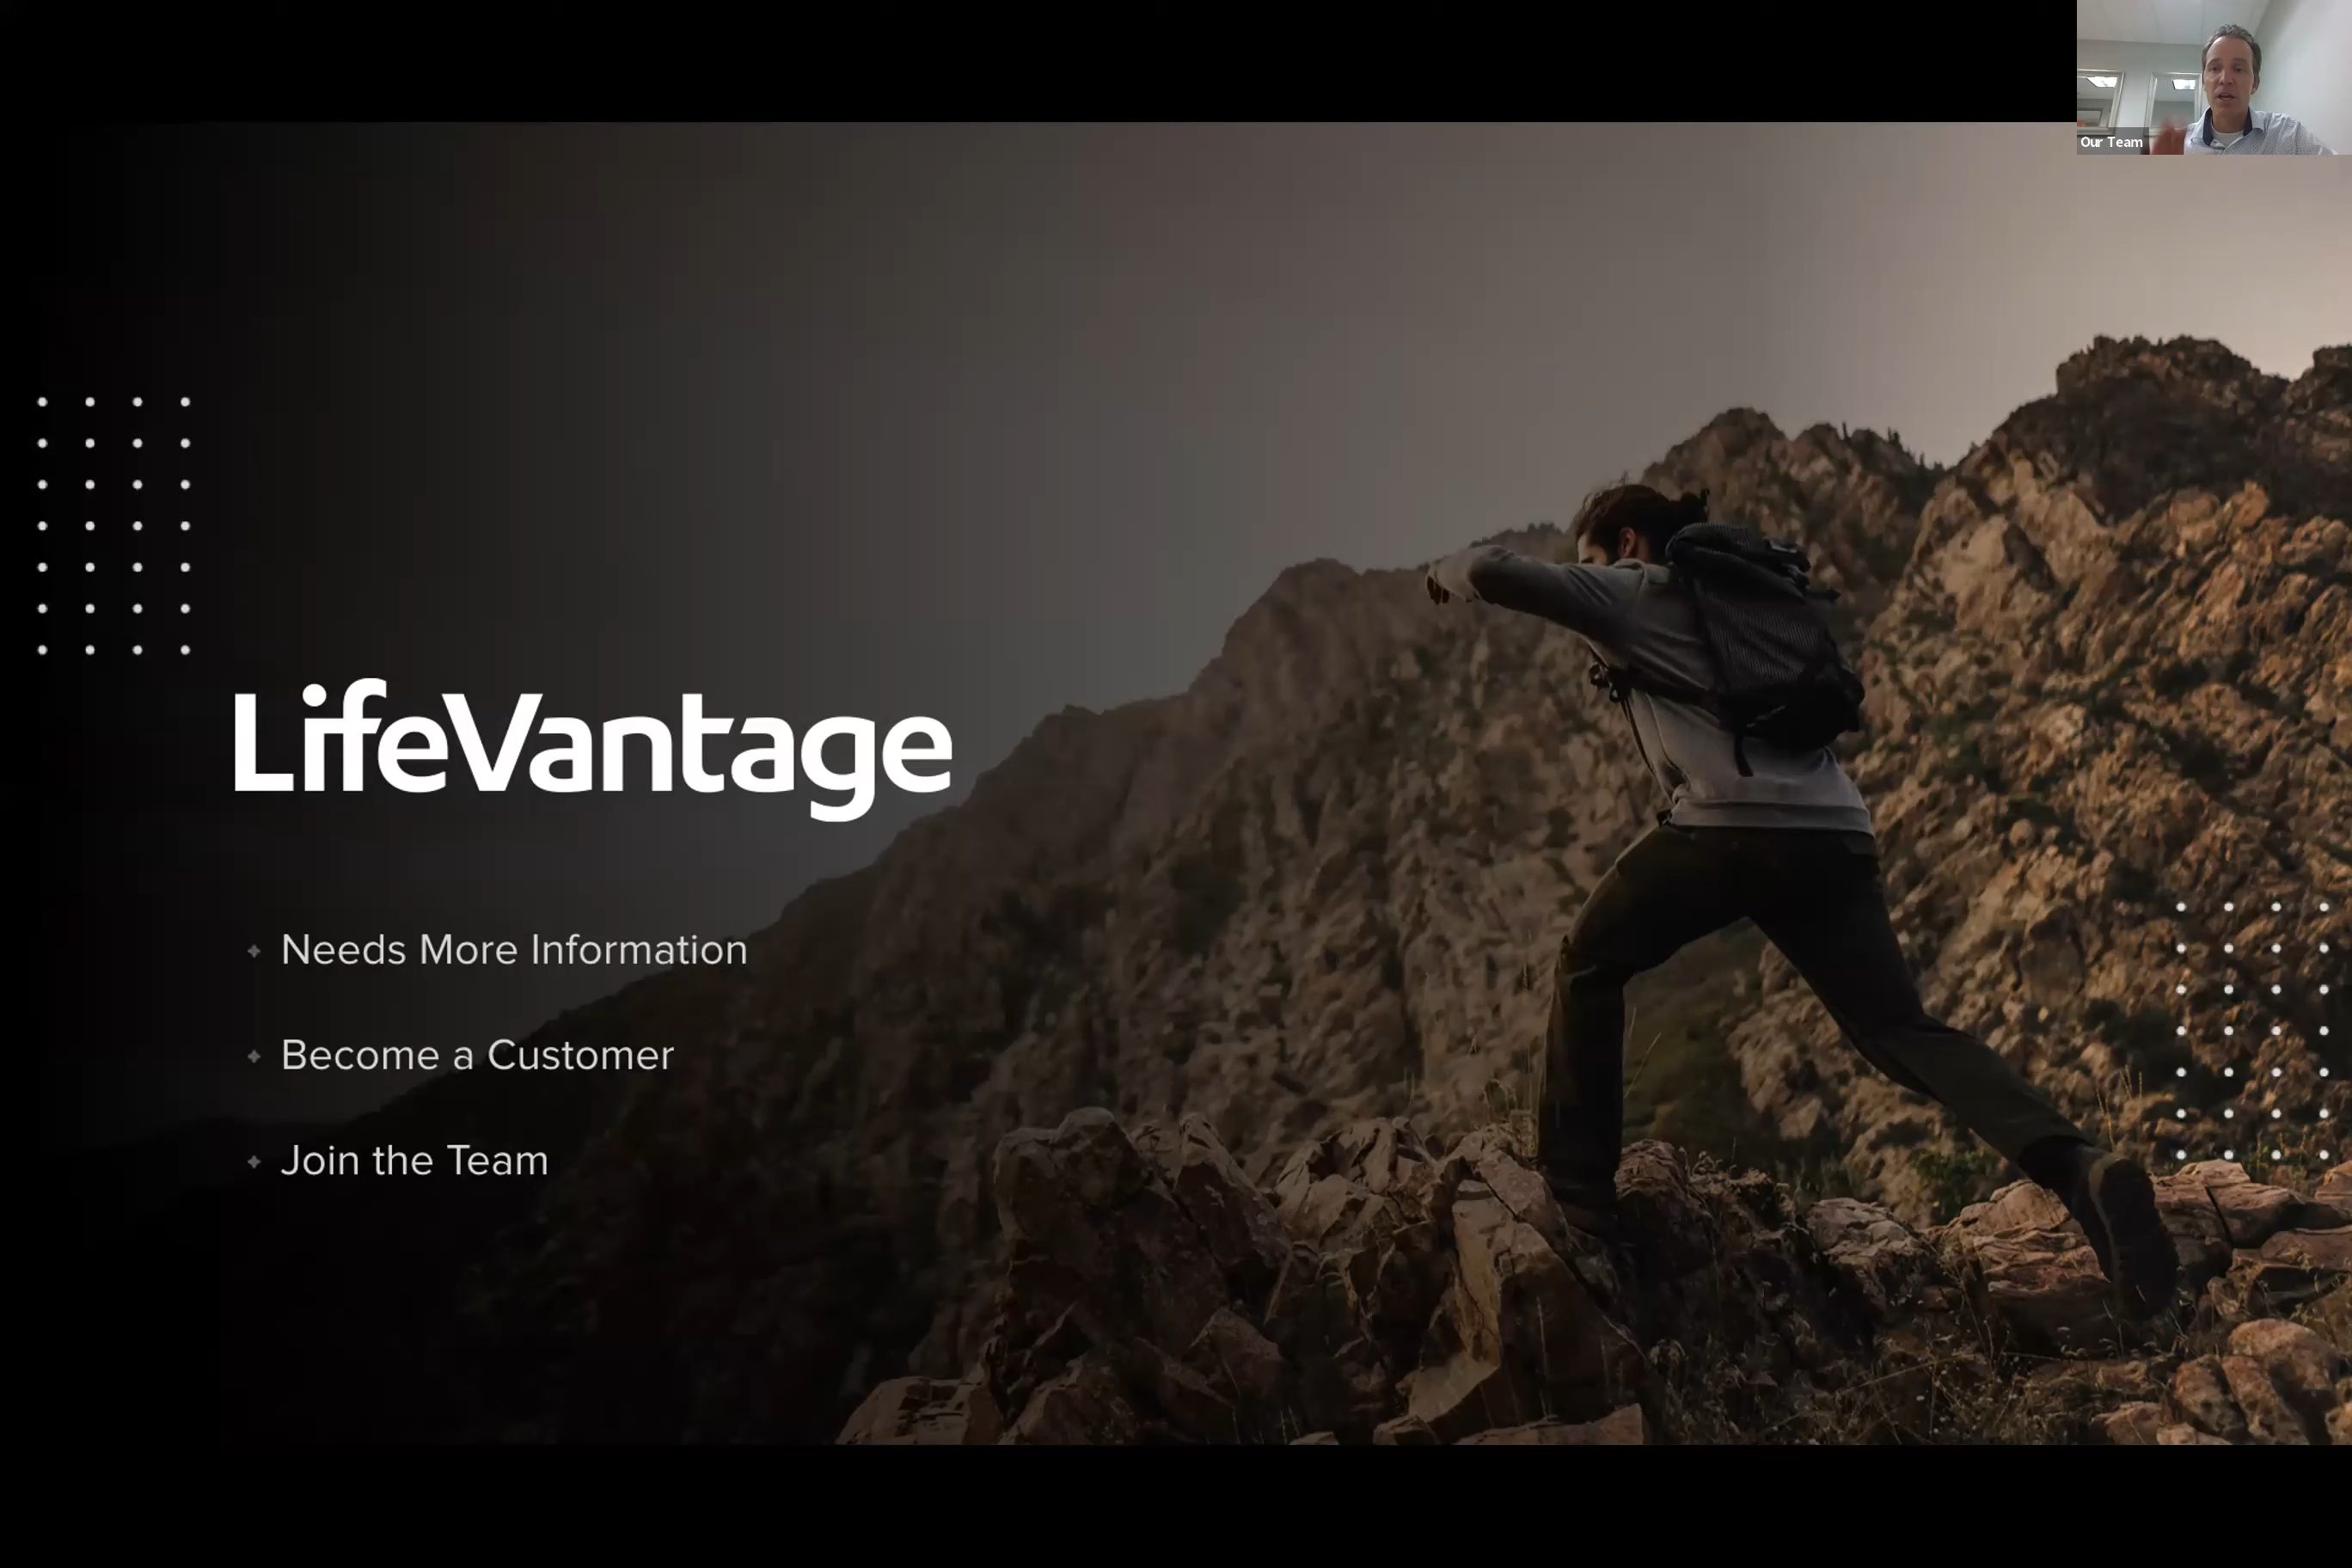 Our Team
LifeVantage
Needs More Information
Become a Customer
Join the Team